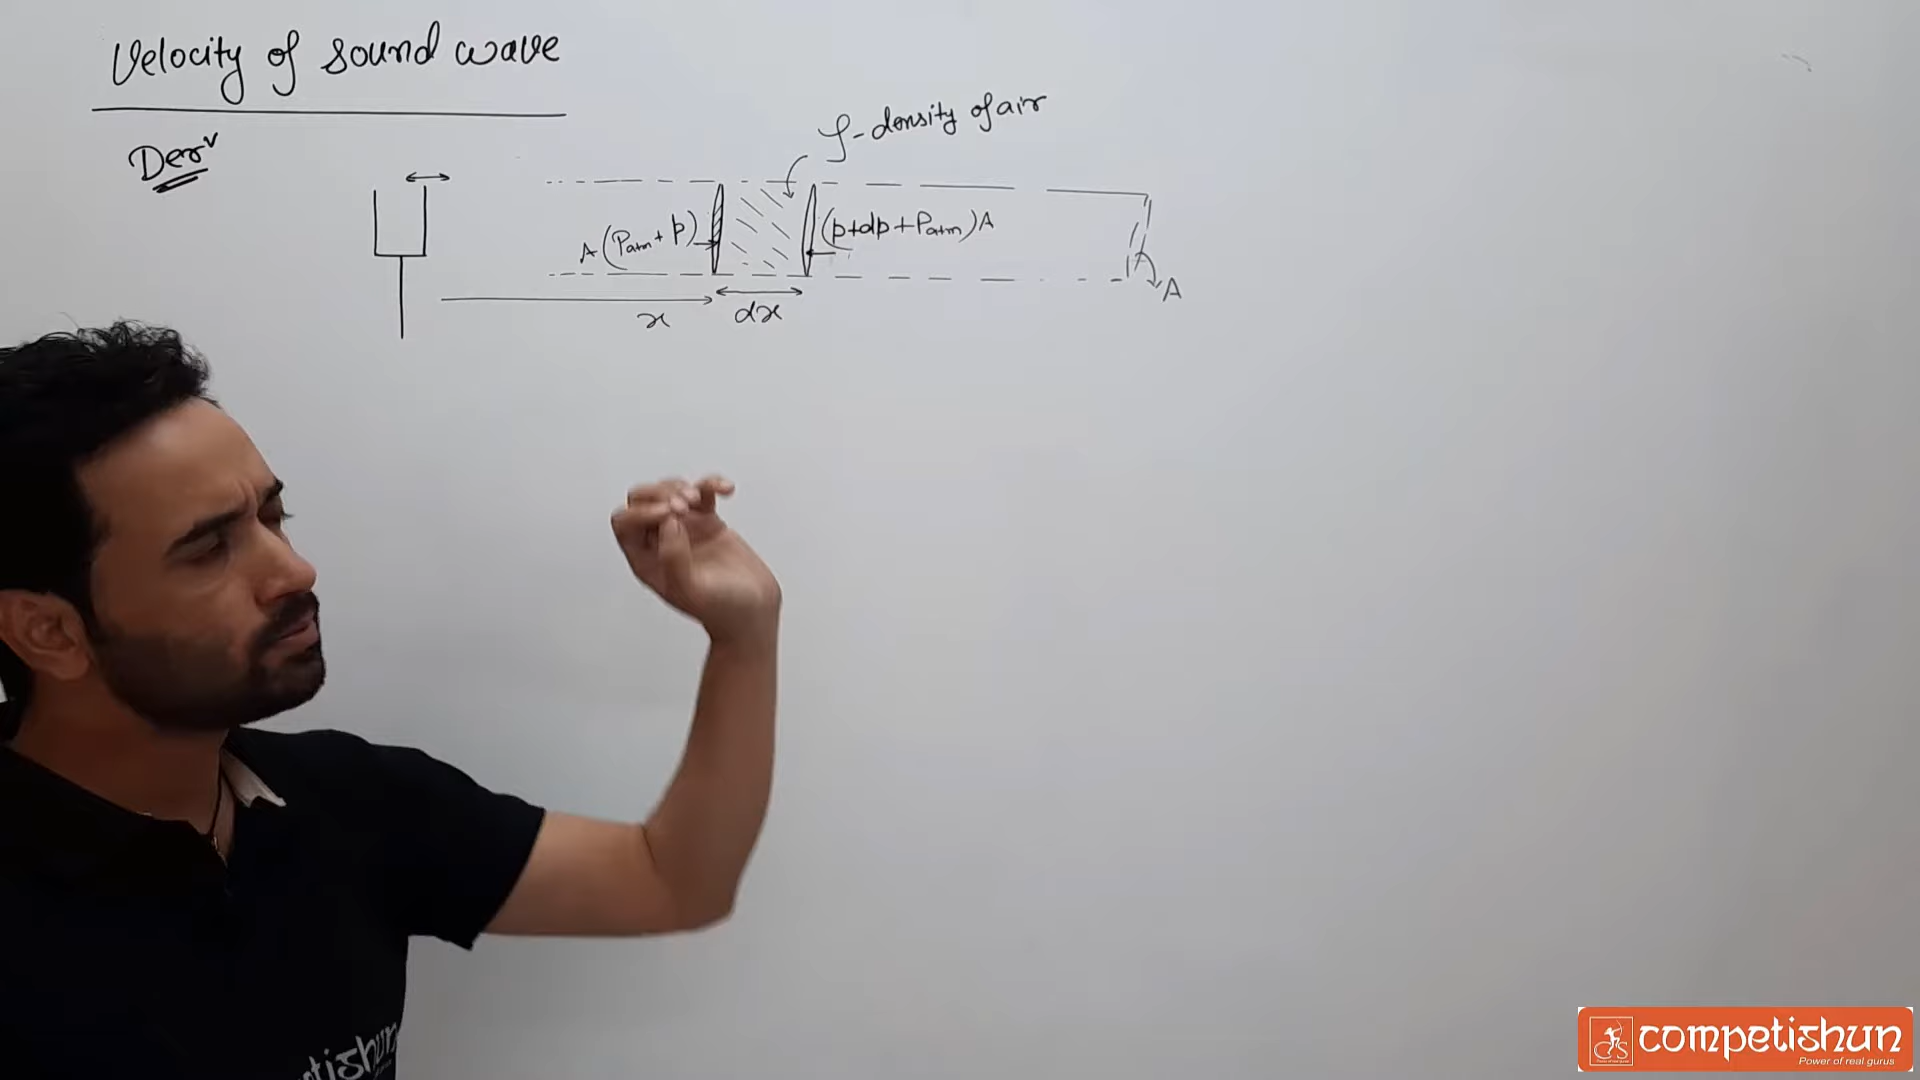 Velocity of sound wave
Derv
ρ-density of air
A(Patm + p)
(p+dp+Patm)A
x
dx
A
competishun
Power of real gurus